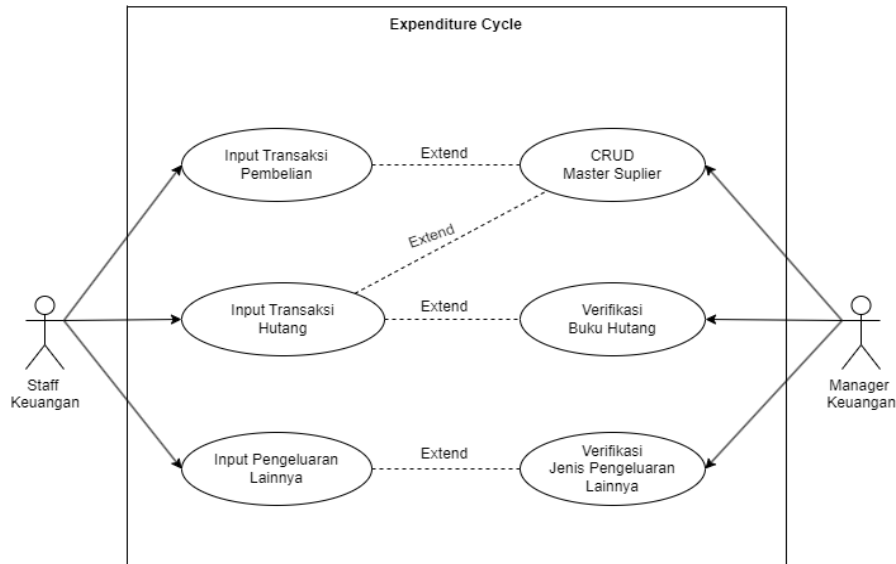 Expenditure Cycle
Input Transaksi
Pembelian
Extend
CRUD
Master Suplier
Extend
Input Transaksi
Hutang
Extend
Verifikasi
Buku Hutang
Staff
Keuangan
Manager
Keuangan
Input Pengeluaran
Lainnya
Extend
Verifikasi
Jenis Pengeluaran
Lainnya